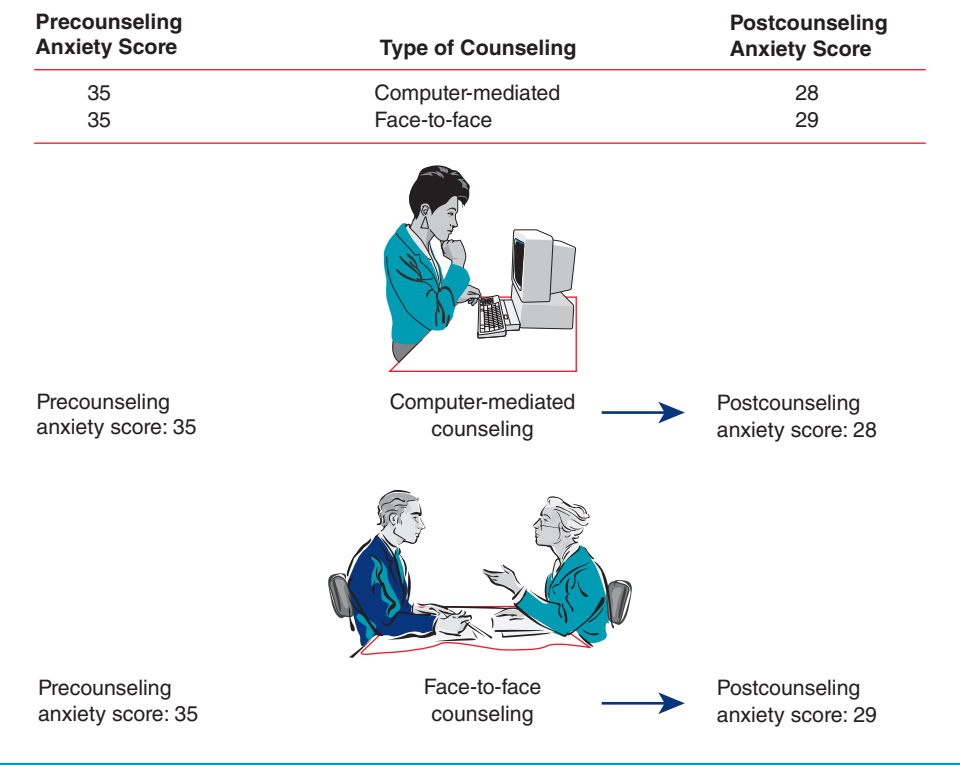 Precounseling
Anxiety Score
Type of Counseling
Postcounseling
Anxiety Score
35 Computer-mediated 28
35 Face-to-face 29
Precounseling
anxiety score: 35
Computer-mediated
counseling
Postcounseling
anxiety score: 28
Precounseling
anxiety score: 35
Face-to-face
counseling
Postcounseling
anxiety score: 29